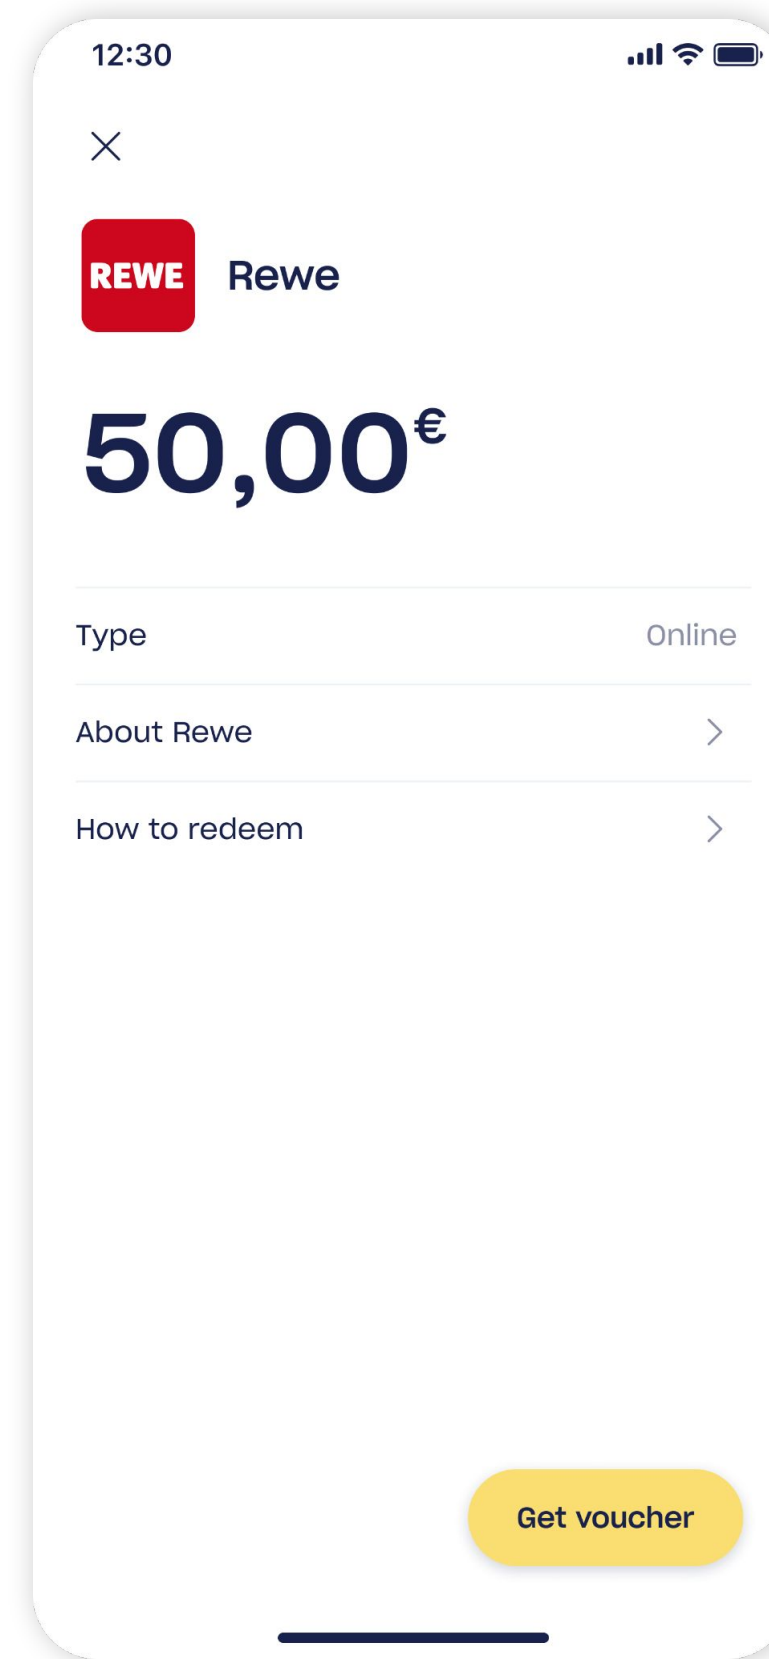 12:30
REWE
Rewe
50,00€
Type
Online
About Rewe
How to redeem
Get voucher